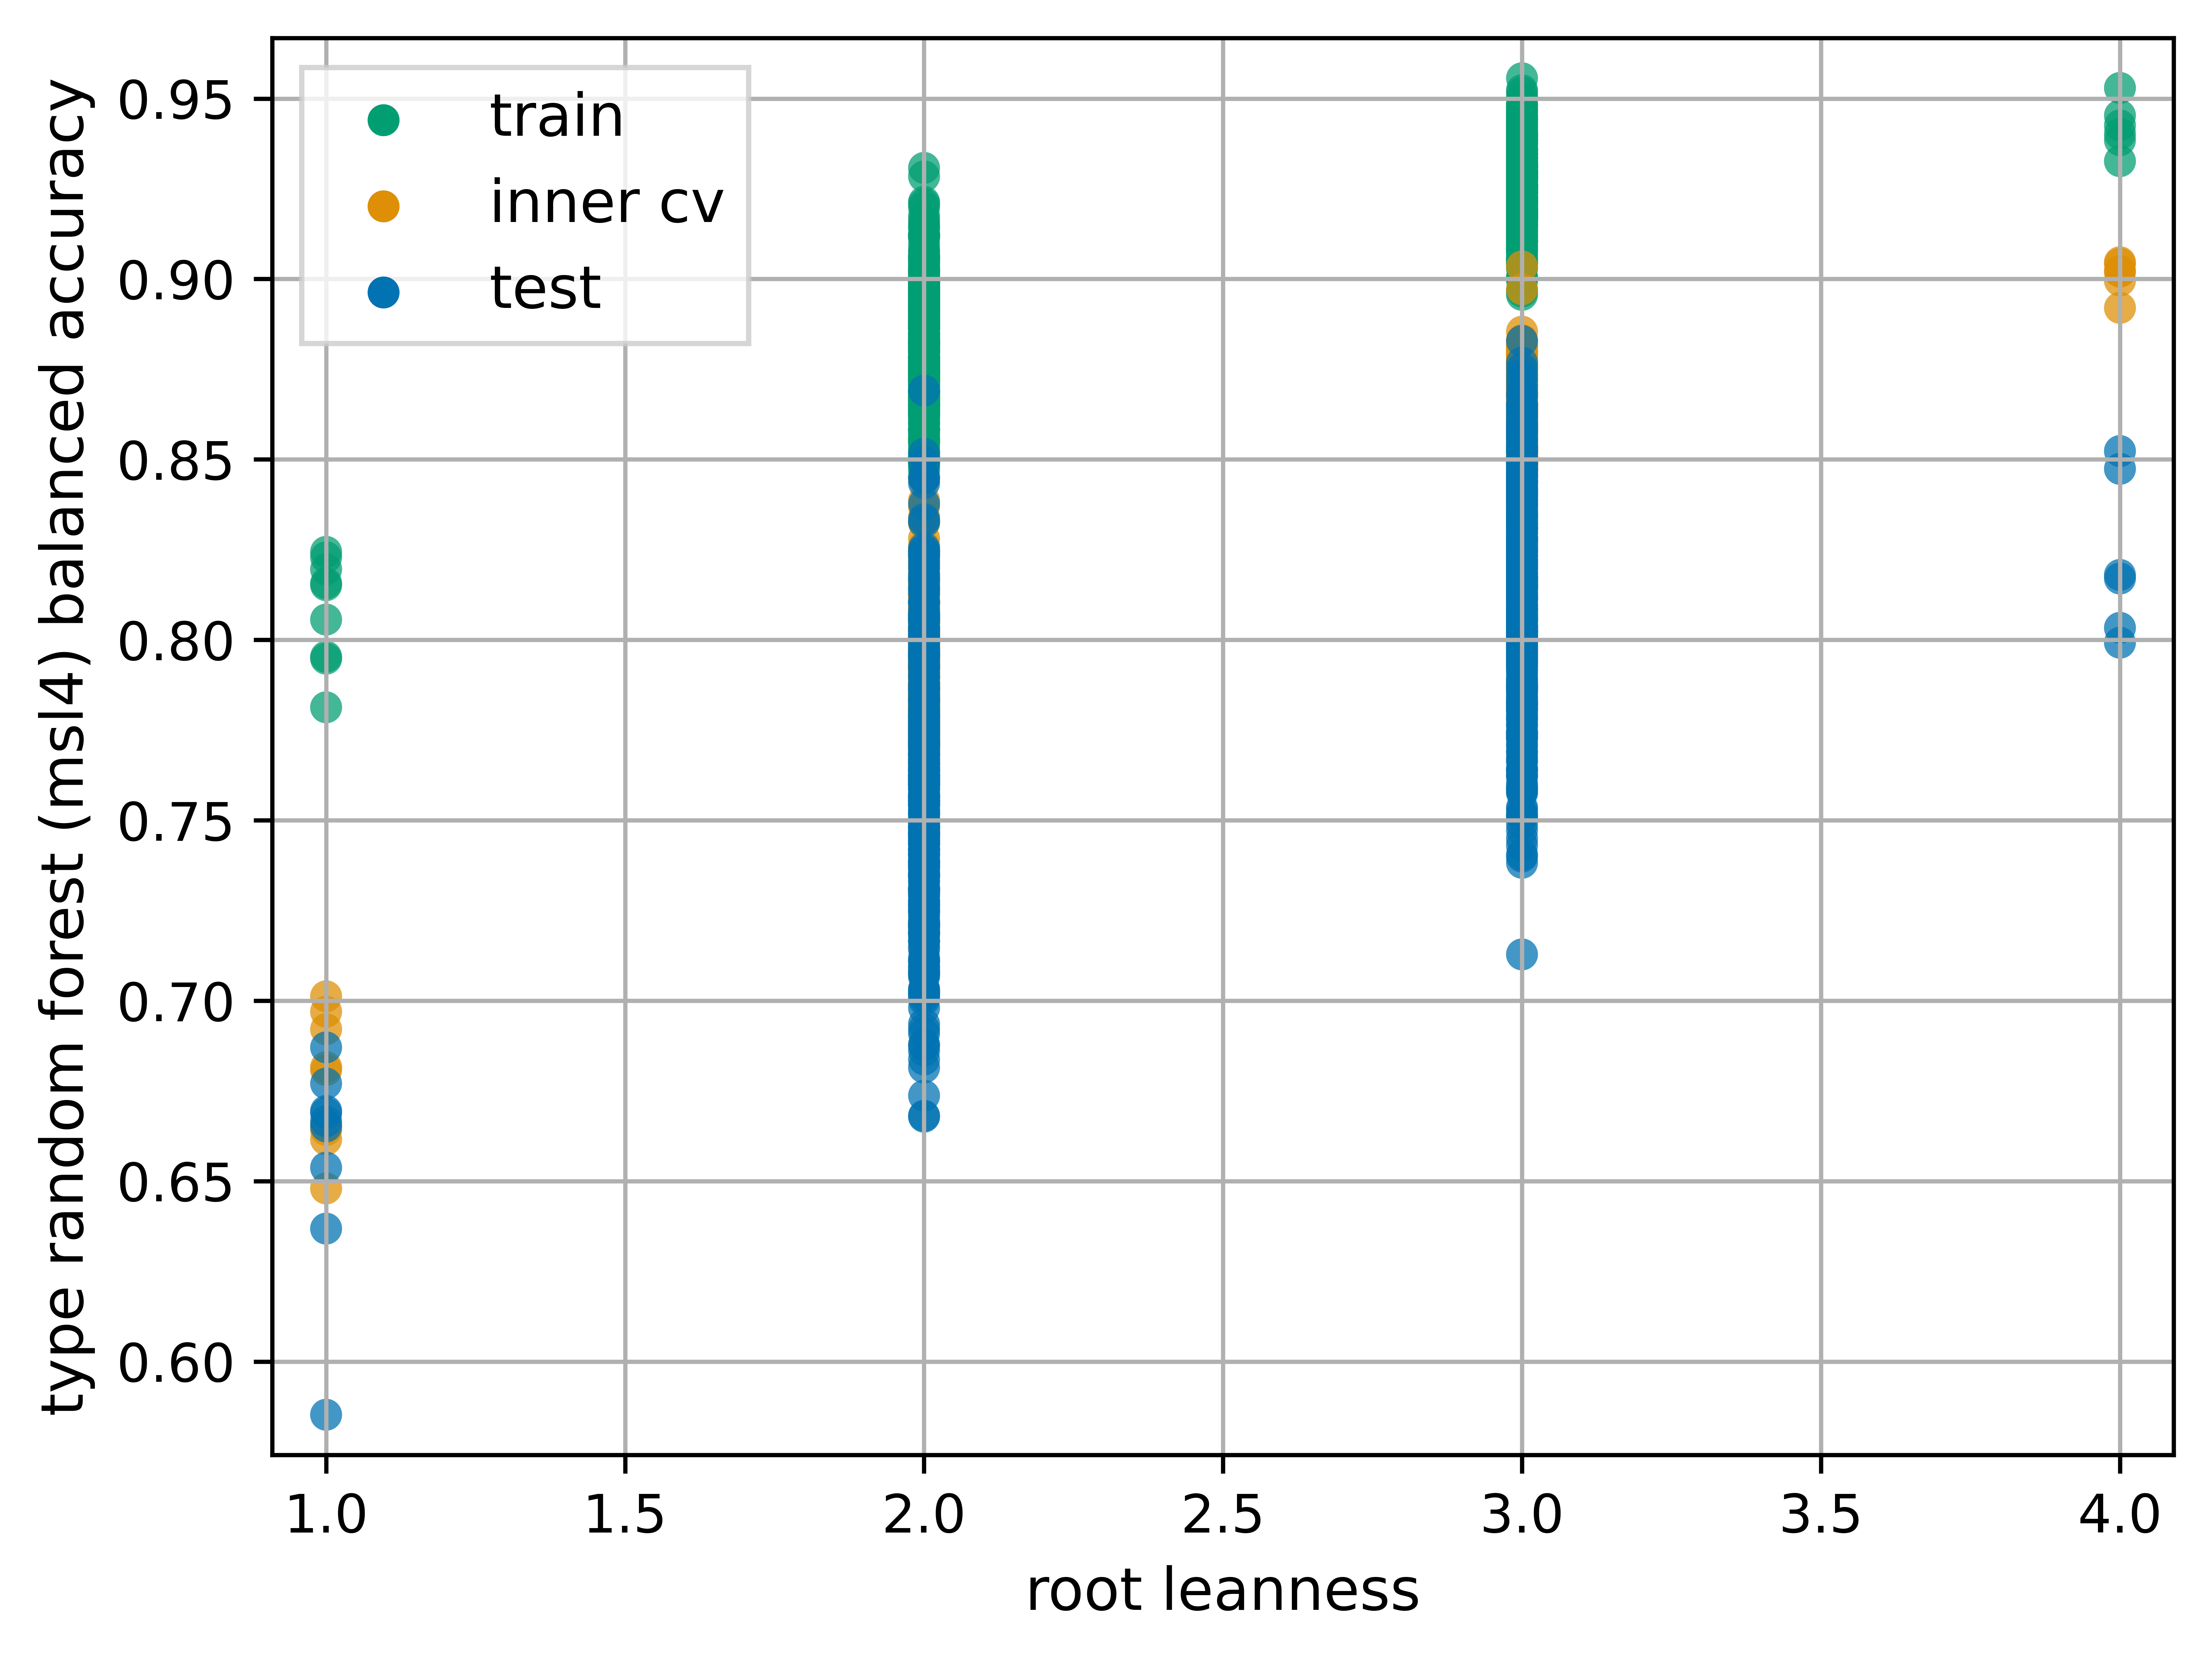 train
inner cv
test
type random forest (msl4) balanced accuracy
0.95
0.90
0.85
0.80
0.75
0.70
0.65
0.60
1.0 1.5 2.0 2.5 3.0 3.5 4.0
root leanness